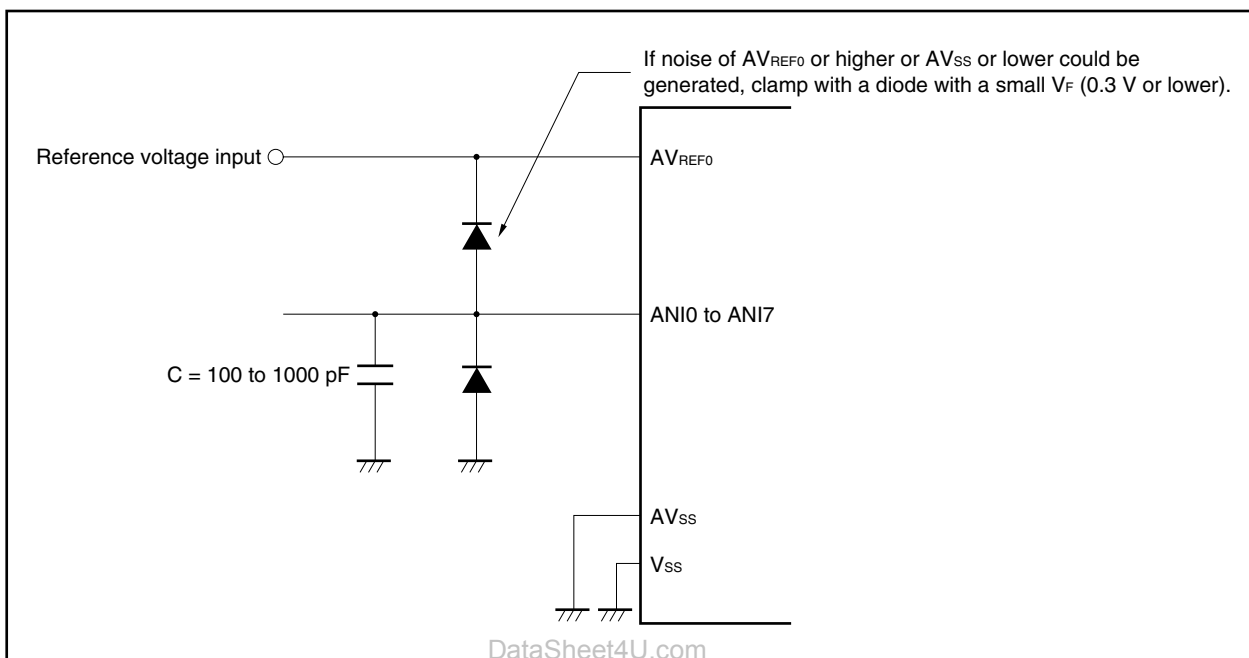 If noise of AVREF0 or higher or AVSS or lower could be
generated, clamp with a diode with a small VF (0.3 V or lower).
Reference voltage input
AVREF0
ANI0 to ANI7
C = 100 to 1000 pF
AVSS
VSS
DataSheet4U.com